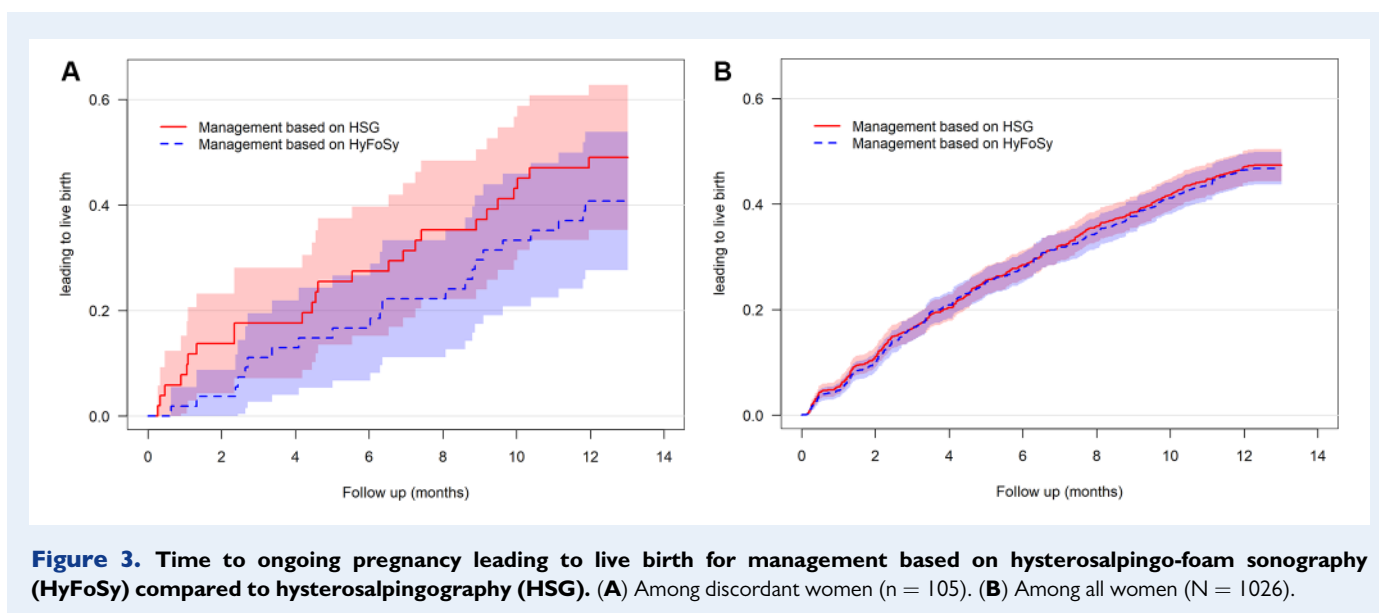 A
leading to live birth
0.6
0.4
0.2
0.0
Management based on HSG
Management based on HyFoSy
0 2 4 6 8 10 12 14
Follow up (months)
B
leading to live birth
0.6
0.4
0.2
0.0
Management based on HSG
Management based on HyFoSy
0 2 4 6 8 10 12 14
Follow up (months)
Figure 3. Time to ongoing pregnancy leading to live birth for management based on hysterosalpingo-foam sonography
(HyFoSy) compared to hysterosalpingography (HSG). (A) Among discordant women (n = 105). (B) Among all women (N = 1026).